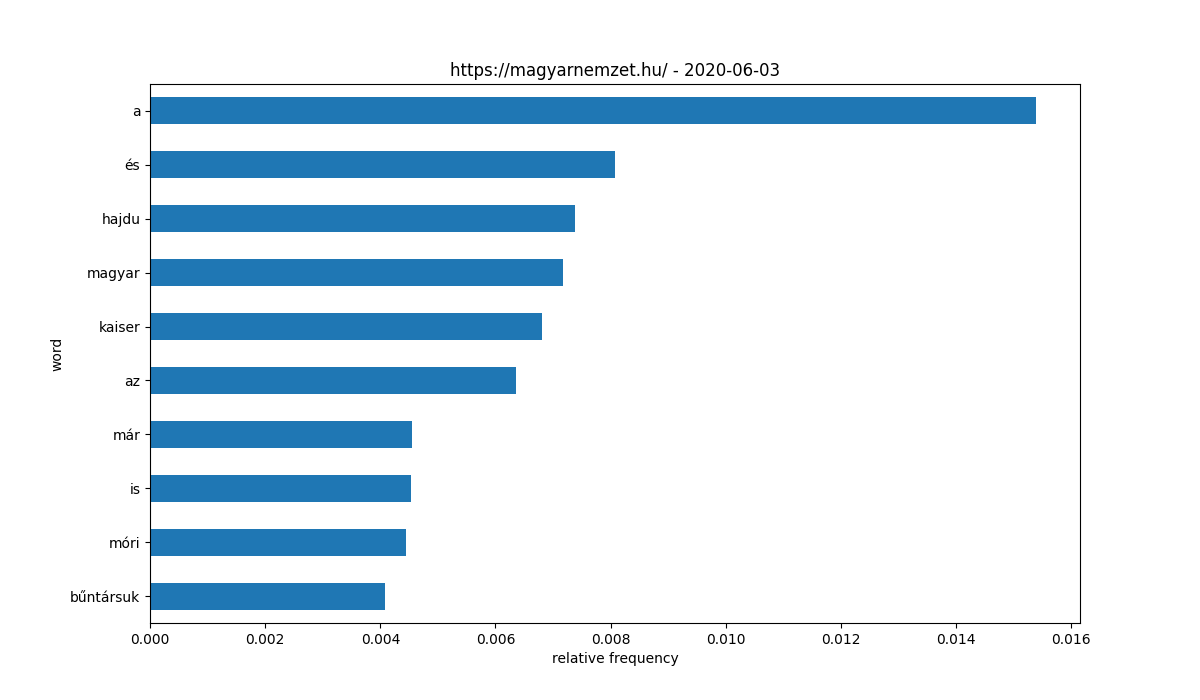 https://magyarnemzet.hu/ - 2020-06-03
a
és
hajdu
magyar
kaiser
az
már
is
móri
bűntársuk
word
0.000 0.002 0.004 0.006 0.008 0.010 0.012 0.014 0.016
relative frequency